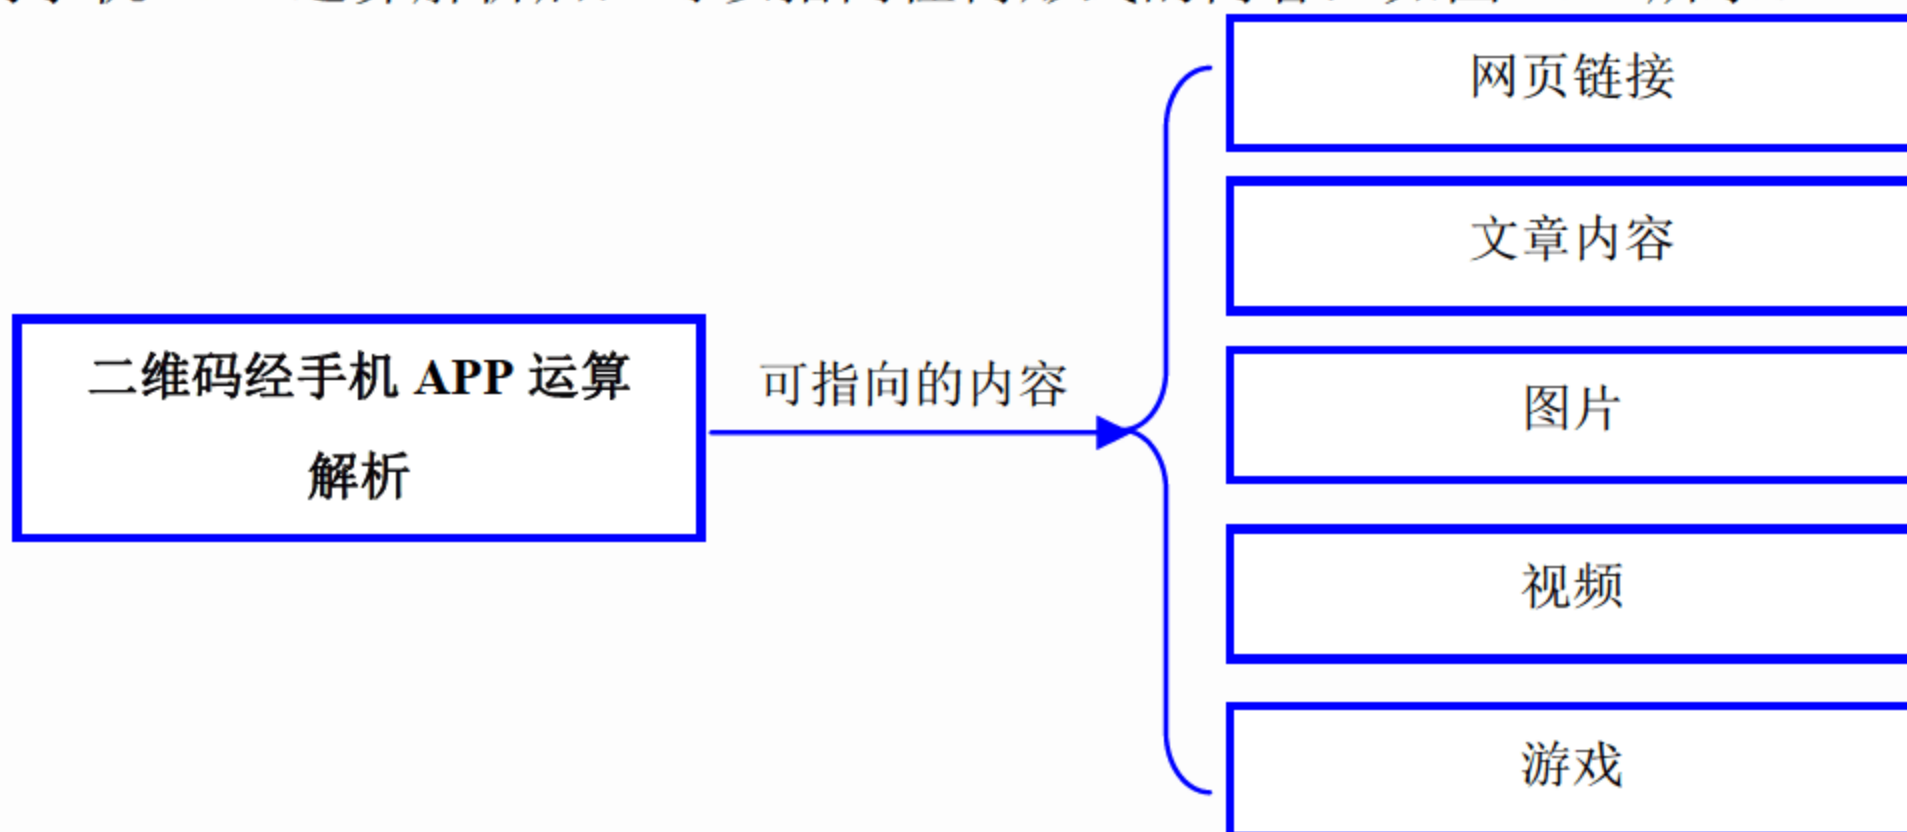 二维码经手机 APP 运算
解析
可指向的内容
网页链接
文章内容
图片
视频
游戏